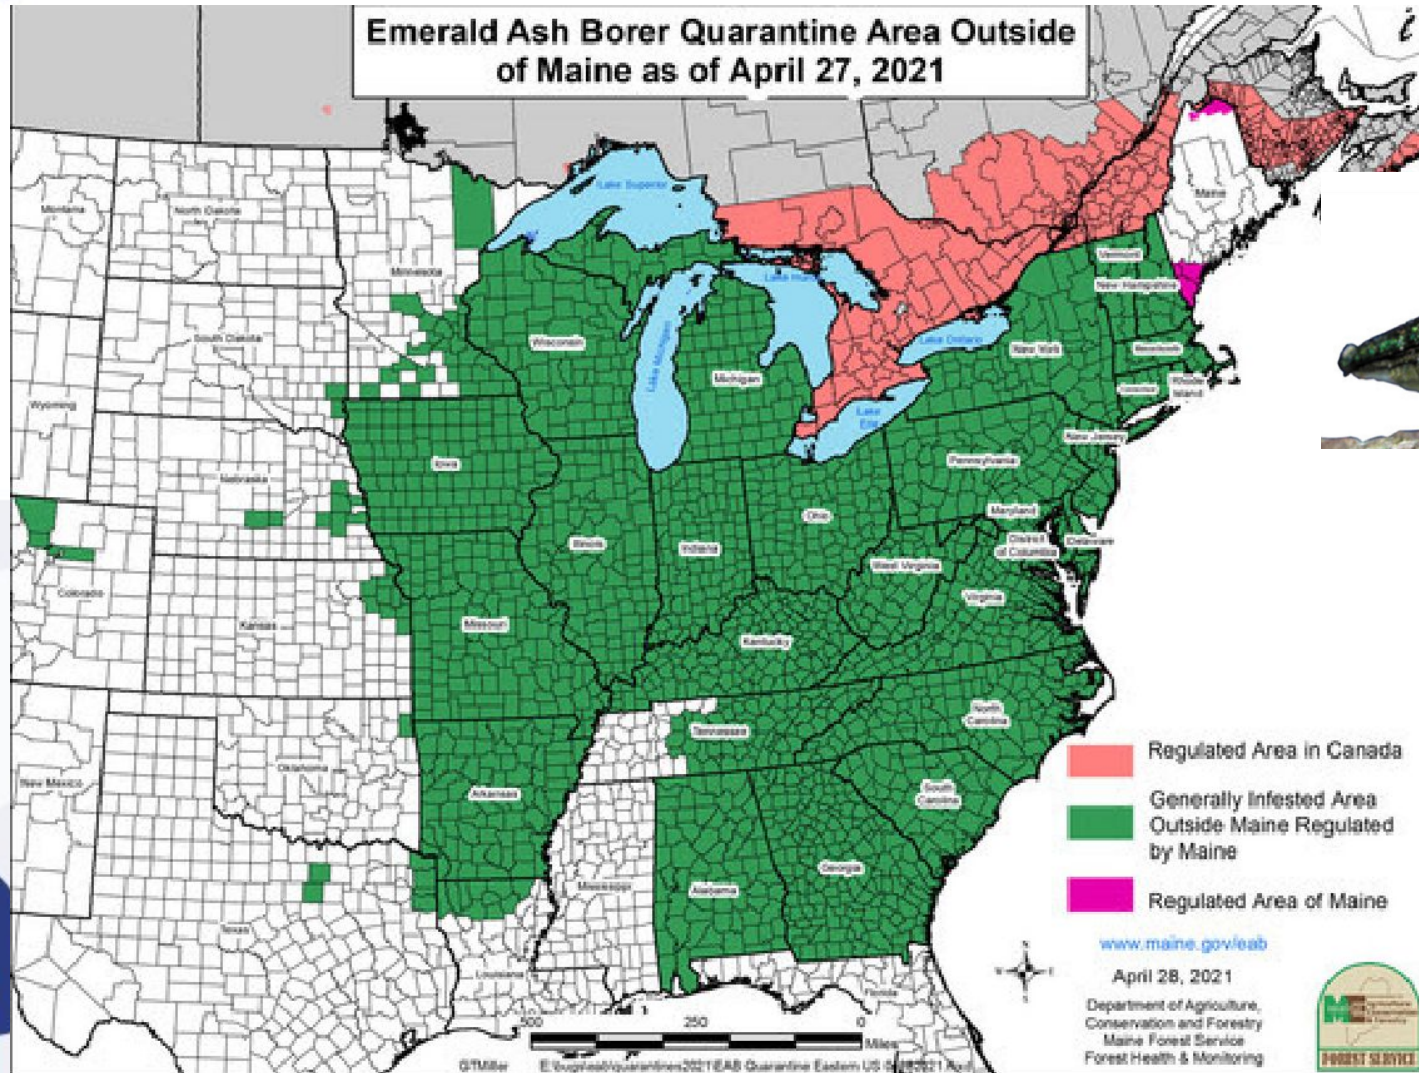 Emerald Ash Borer Quarantine Area Outside
of Maine as of April 27, 2021
i
Lake Superior
Montana
North Dakota
Minnesota
Maine
Vermont
New Hampshire
Lake Huron
South Dakota
Wisconsin
Lake Michigan
Michigan
Lake Ontario
New York
Massachusetts
Connecticut
Rhode
Island
Wyoming
Lake
Erie
New Jersey
Iowa
Pennsylvania
Nebraska
Maryland
Ohio
Illinois
Indiana
District
of Columbia
Delaware
West Virginia
Colorado
Kansas
Missouri
Virginia
Kentucky
North
Carolina
Tennessee
Oklahoma
New Mexico
Arkansas
South
Carolina
Georgia
Mississippi
Alabama
Texas
Louisiana
Florida
Regulated Area in Canada
Generally Infested Area
Outside Maine Regulated
by Maine
Regulated Area of Maine
www.maine.gov/eab
April 28, 2021
Department of Agriculture,
Conservation and Forestry
Maine Forest Service
Forest Health & Monitoring
N
W E
S
500 250 0
Miles
GTMiller
ME
FOREST SERVICE